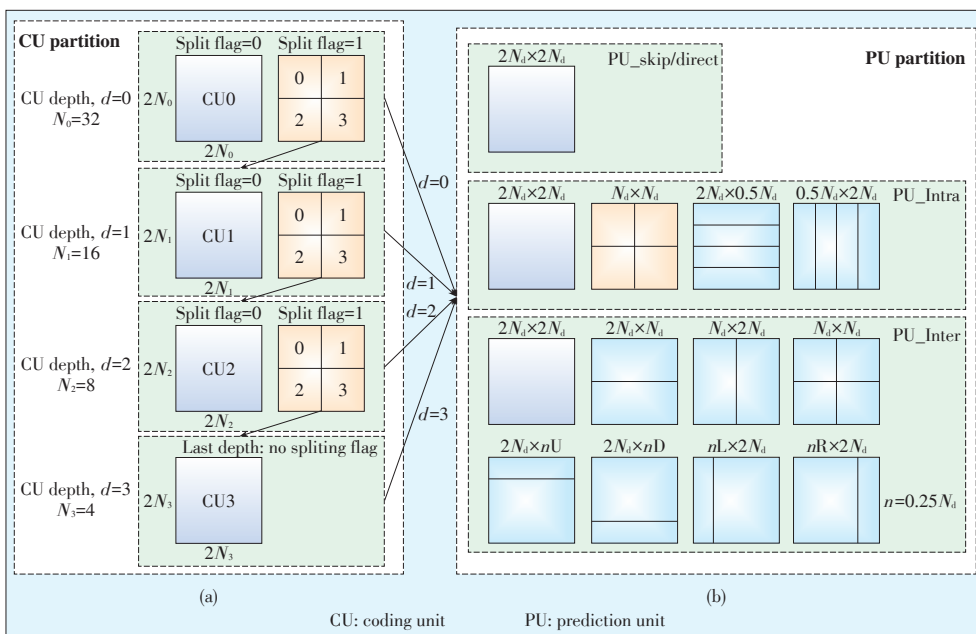 CU partition
Split flag=0 Split flag=1
CU depth, d=0
N0=32
2N0
CU0
0 1
2 3
2N0
Split flag=0 Split flag=1
CU depth, d=1
N1=16
2N1
CU1
0 1
2 3
2N1
Split flag=0 Split flag=1
CU depth, d=2
N2=8
2N2
CU2
0 1
2 3
2N2
Last depth: no spliting flag
CU depth, d=3
N3=4
2N3
CU3
2N3
d=0
d=1
d=2
d=3
(a)
PU partition
2Nd×2Nd
PU_skip/direct
2Nd×2Nd Nd×Nd 2Nd×0.5Nd 0.5Nd×2Nd
PU_Intra
2Nd×2Nd 2Nd×Nd Nd×2Nd Nd×Nd
PU_Inter
2Nd×nU 2Nd×nD nL×2Nd nR×2Nd
n=0.25Nd
(b)
CU: coding unit PU: prediction unit